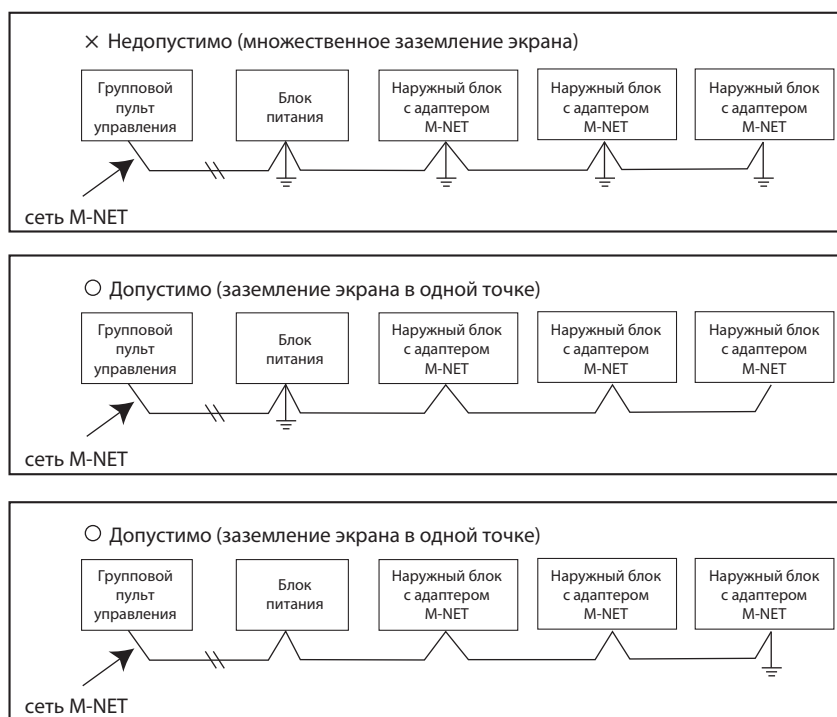 × Недопустимо (множественное заземление экрана)
Групповой
пульт
управления
Блок
питания
Наружный блок
с адаптером
M-NET
Наружный блок
с адаптером
M-NET
Наружный блок
с адаптером
M-NET
сеть M-NET
○ Допустимо (заземление экрана в одной точке)
Групповой
пульт
управления
Блок
питания
Наружный блок
с адаптером
M-NET
Наружный блок
с адаптером
M-NET
Наружный блок
с адаптером
M-NET
сеть M-NET
○ Допустимо (заземление экрана в одной точке)
Групповой
пульт
управления
Блок
питания
Наружный блок
с адаптером
M-NET
Наружный блок
с адаптером
M-NET
Наружный блок
с адаптером
M-NET
сеть M-NET